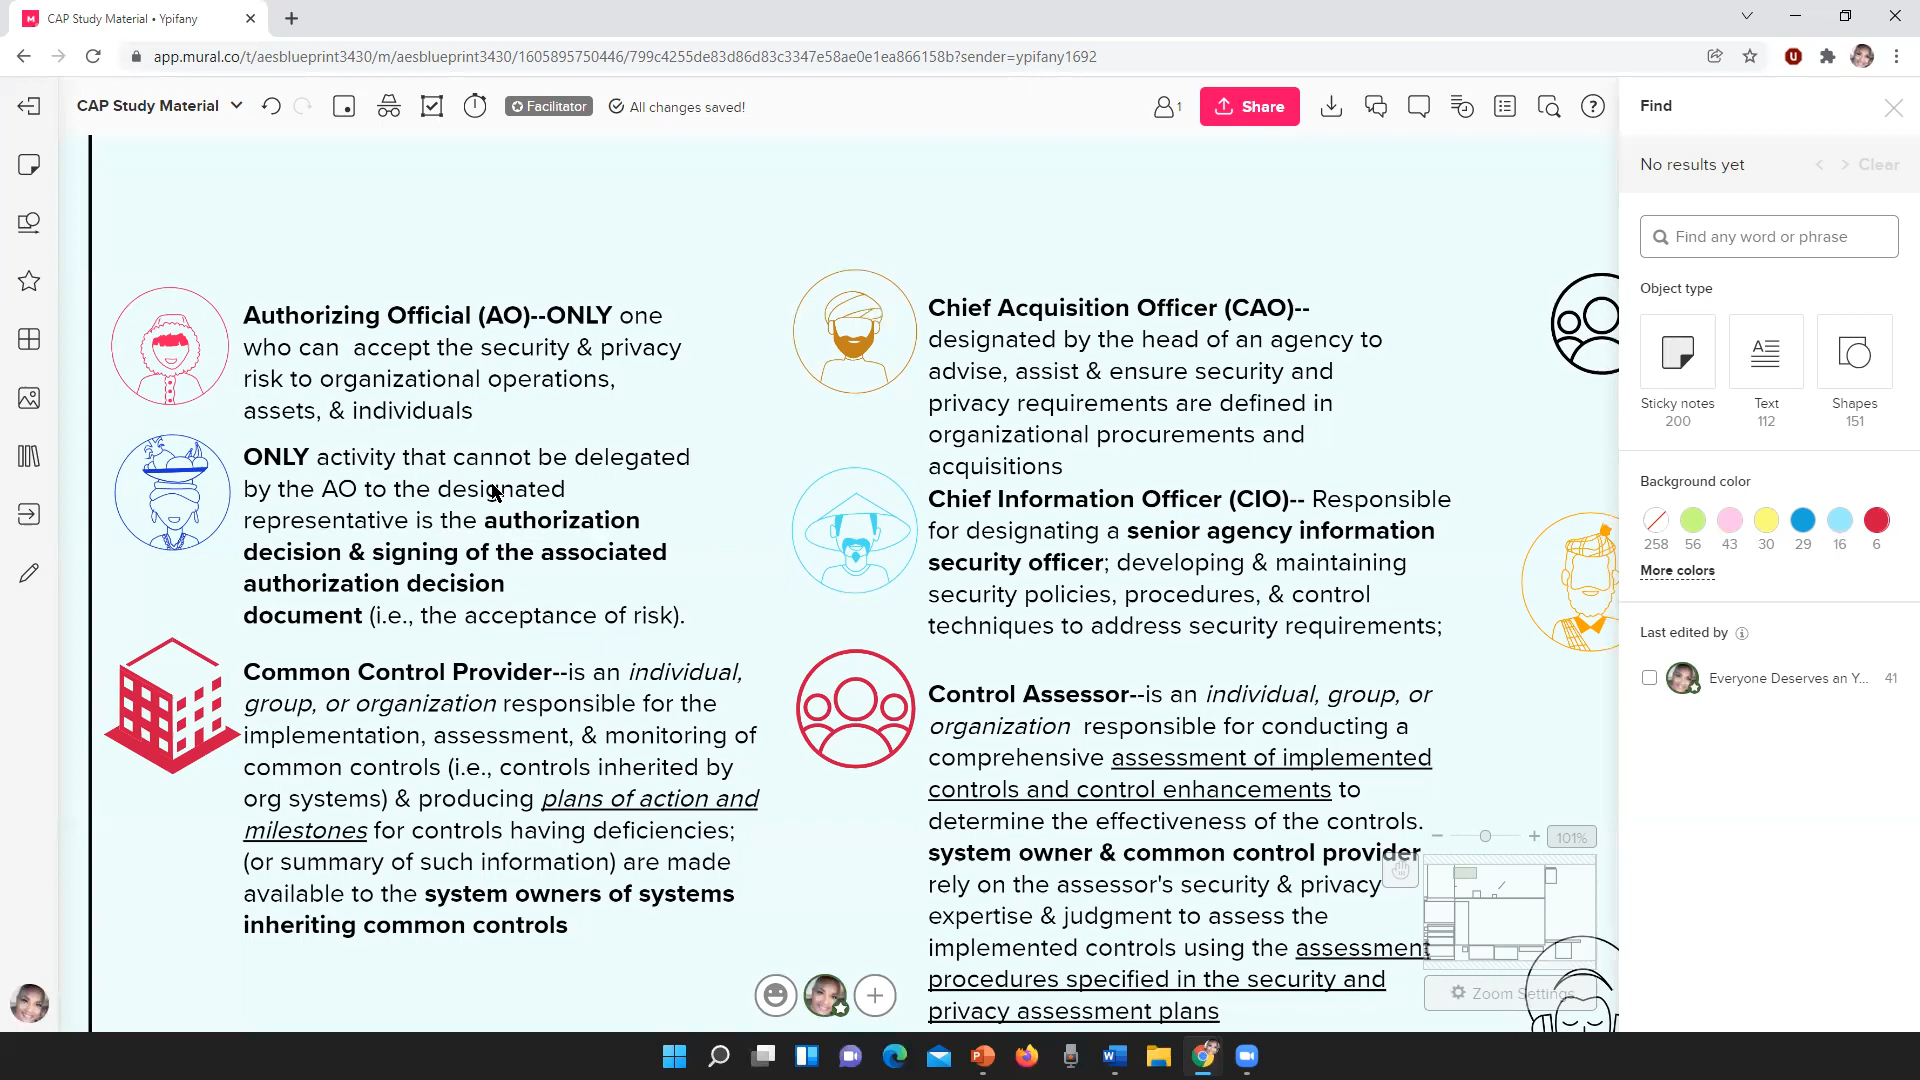 CAP Study Material • Ypifany
app.mural.co/t/aesblueprint3430/m/aesblueprint3430/1605895750446/799c4255de83d86d83c3347e58ae0e1ea866158b?sender=ypifany1692
CAP Study Material
Facilitator
All changes saved!
1
Share
Authorizing Official (AO)--ONLY one
who can  accept the security & privacy
risk to organizational operations,
assets, & individuals
ONLY activity that cannot be delegated
by the AO to the designated
representative is the authorization
decision & signing of the associated
authorization decision
document (i.e., the acceptance of risk).
Common Control Provider--is an individual,
group, or organization responsible for the
implementation, assessment, & monitoring of
common controls (i.e., controls inherited by
org systems) & producing plans of action and
milestones for controls having deficiencies;
(or summary of such information) are made
available to the system owners of systems
inheriting common controls
Chief Acquisition Officer (CAO)--
designated by the head of an agency to
advise, assist & ensure security and
privacy requirements are defined in
organizational procurements and
acquisitions
Chief Information Officer (CIO)-- Responsible
for designating a senior agency information
security officer; developing & maintaining
security policies, procedures, & control
techniques to address security requirements;
Control Assessor--is an individual, group, or
organization  responsible for conducting a
comprehensive assessment of implemented
controls and control enhancements to
determine the effectiveness of the controls.
system owner & common control provider
rely on the assessor's security & privacy
expertise & judgment to assess the
implemented controls using the assessment
procedures specified in the security and
privacy assessment plans
101%
Zoom Settings
Find
No results yet
Clear
Find any word or phrase
Object type
Sticky notes
200
Text
112
Shapes
151
Background color
258 56 43 30 29 16 6
More colors
Last edited by
Everyone Deserves an Y... 41